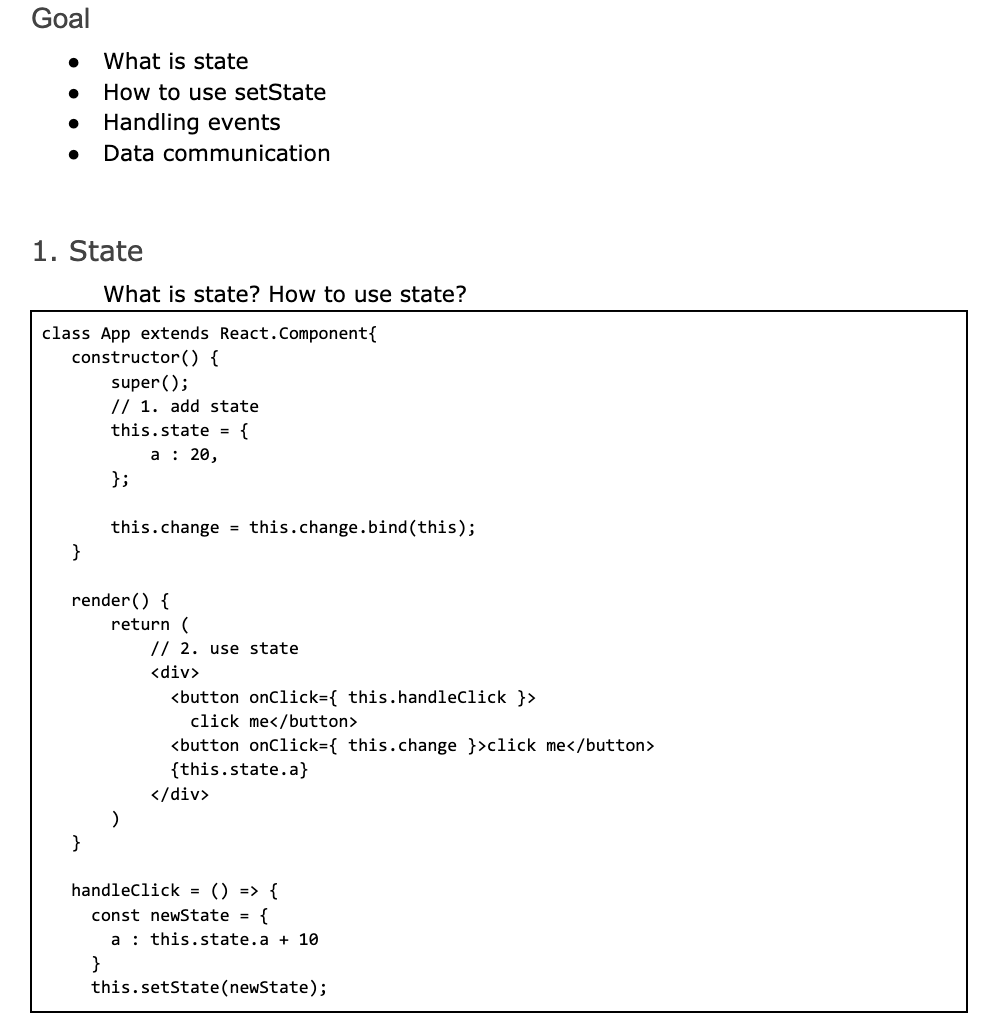 Goal
● What is state
● How to use setState
● Handling events
● Data communication
1. State
What is state? How to use state?
class App extends React.Component{
   constructor() {
       super();
       // 1. add state
       this.state = {
           a : 20,
       };

       this.change = this.change.bind(this);
   }

   render() {
       return (
           // 2. use state
           <div>
             <button onClick={ this.handleClick }>
               click me</button>
             <button onClick={ this.change }>click me</button>
             {this.state.a}
           </div>
       )
   }

   handleClick = () => {
     const newState = {
       a : this.state.a + 10
     }
     this.setState(newState);